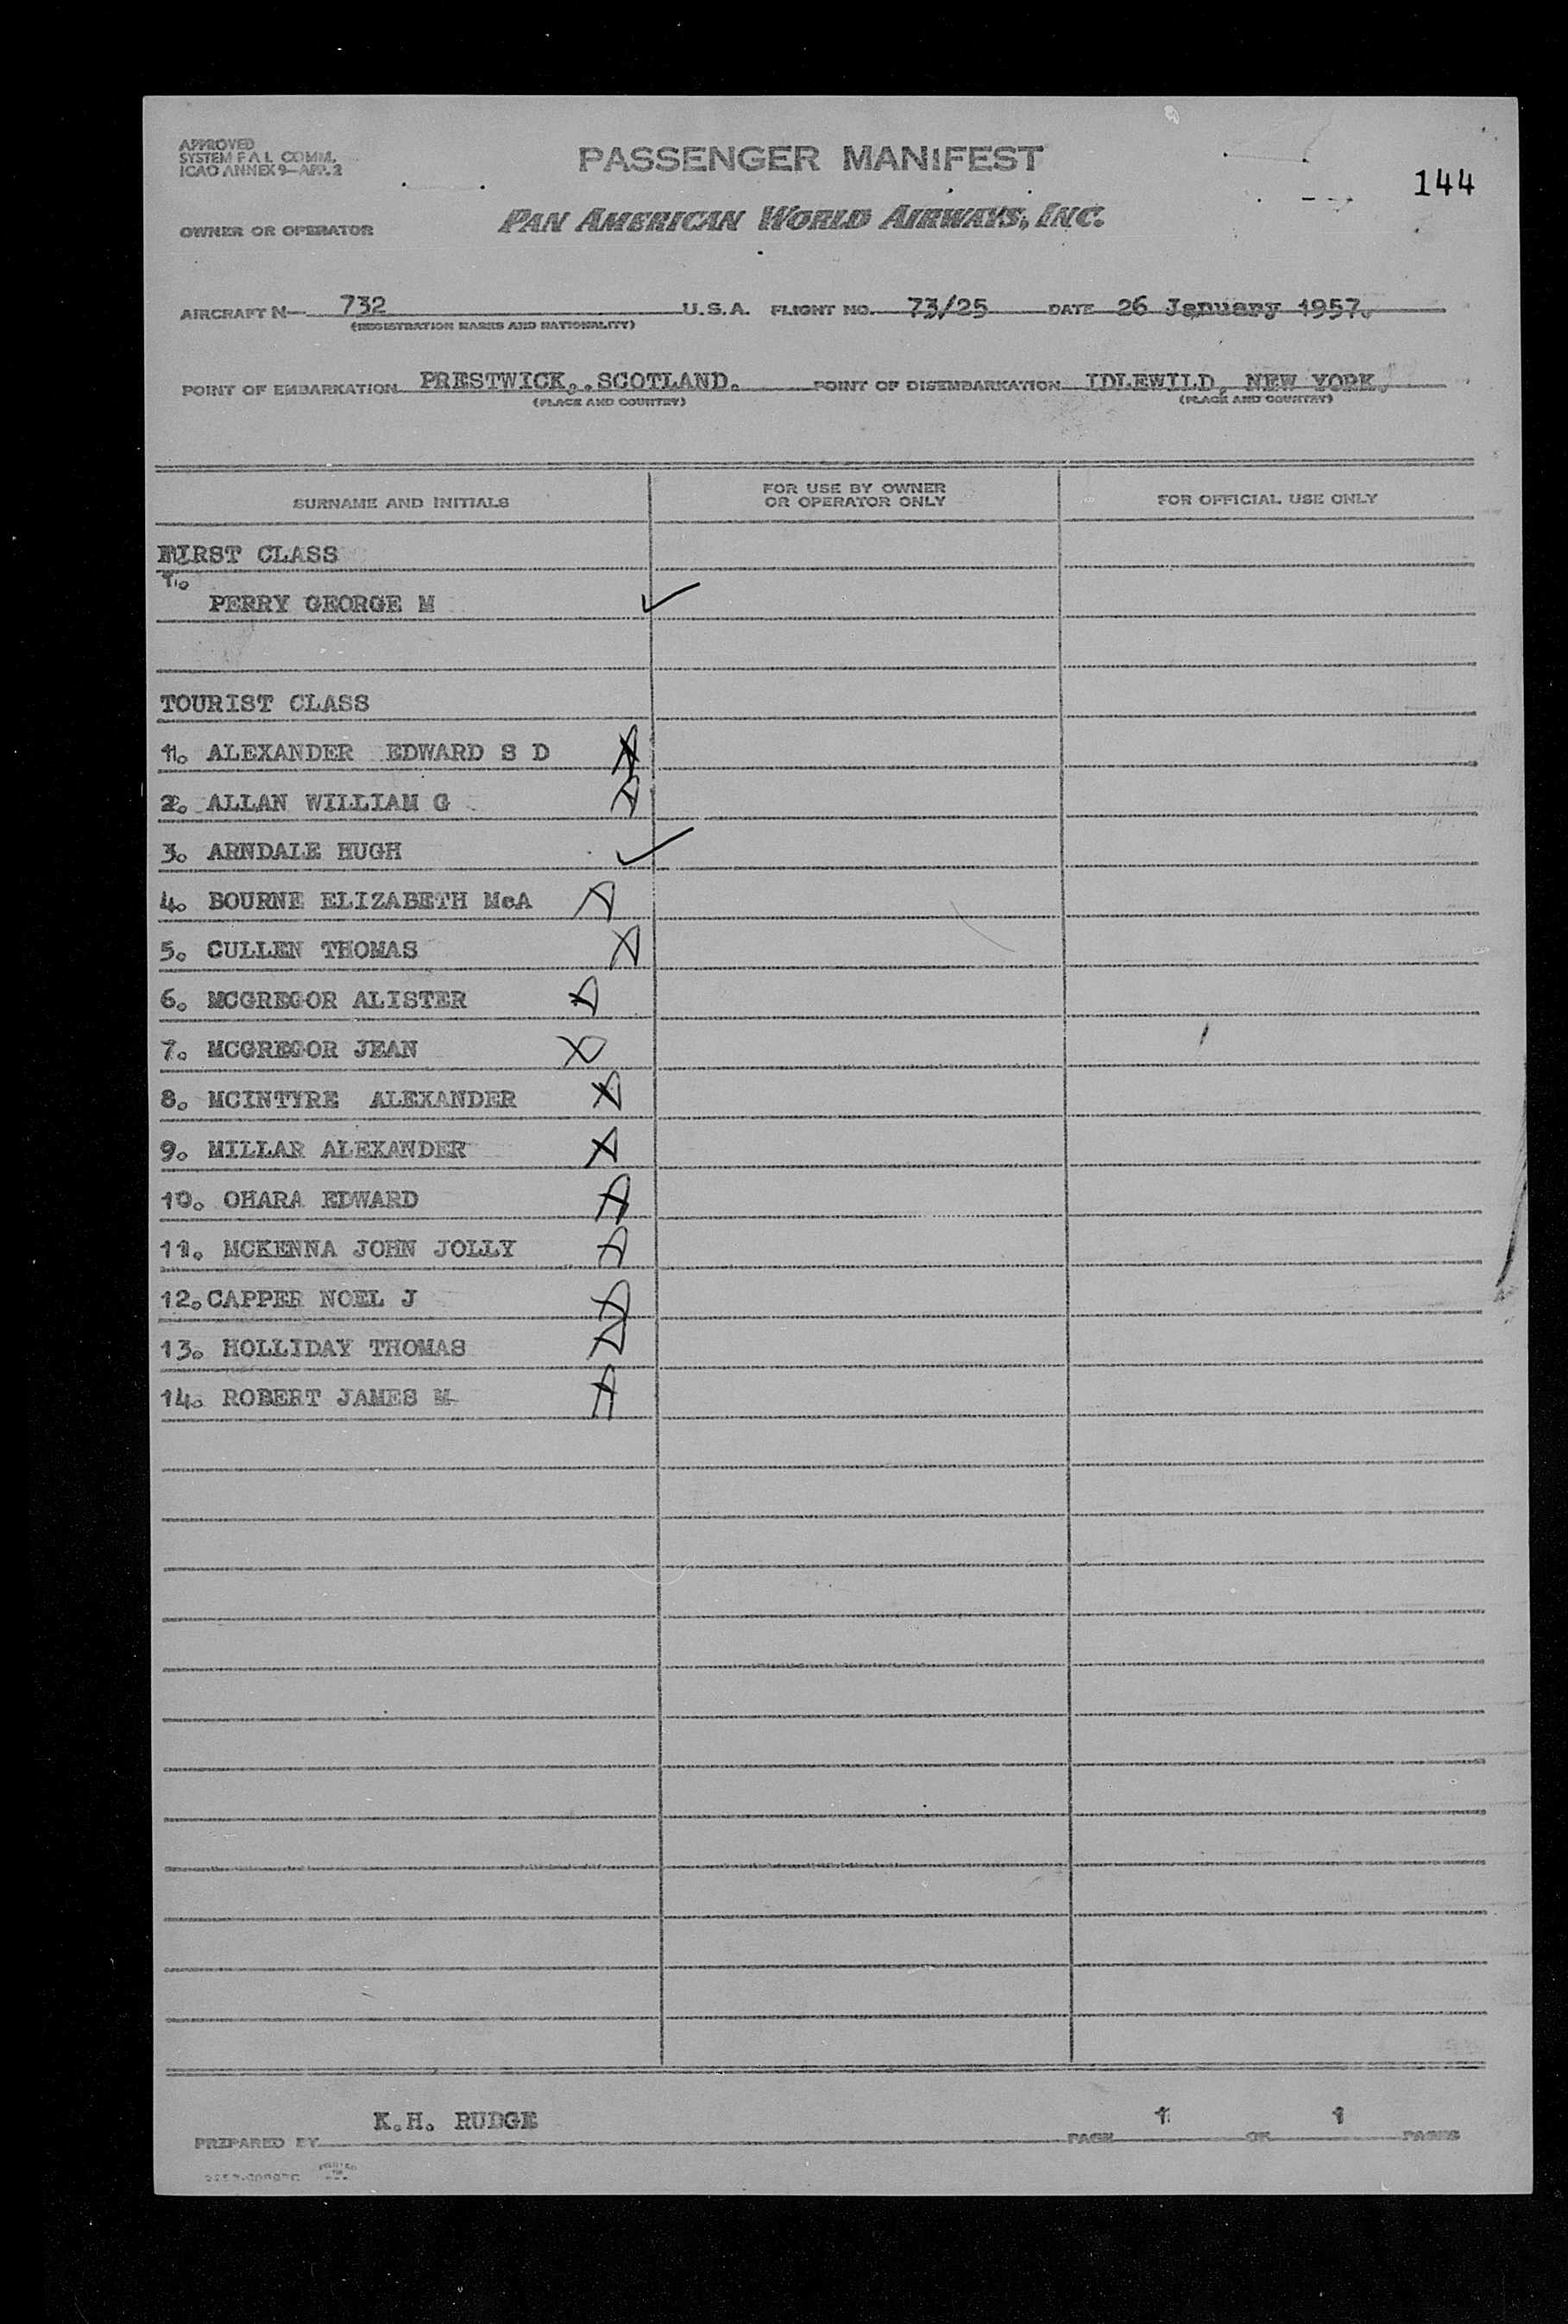 APPROVED
SYSTEM F A L COMM.
ICAO ANNEX 9—APP. 2
PASSENGER MANIFEST
144
OWNER OR OPERATOR PAN AMERICAN WORLD AIRWAYS, INC.
AIRCRAFT N— 732 U.S.A. FLIGHT NO. 73/25 DATE 26 January 1957.
(REGISTRATION MARKS AND NATIONALITY)
POINT OF EMBARKATION PRESTWICK, SCOTLAND. POINT OF DISEMBARKATION IDLEWILD, NEW YORK.
(PLACE AND COUNTRY) (PLACE AND COUNTRY)
SURNAME AND INITIALS
FOR USE BY OWNER
OR OPERATOR ONLY
FOR OFFICIAL USE ONLY
FIRST CLASS
1.
PERRY GEORGE M
TOURIST CLASS
1. ALEXANDER EDWARD S D
2. ALLAN WILLIAM G
3. ARNDALE HUGH
4. BOURNE ELIZABETH McA
5. CULLEN THOMAS
6. MCGREGOR ALISTER
7. MCGREGOR JEAN
8. MCINTYRE ALEXANDER
9. MILLAR ALEXANDER
10. OHARA EDWARD
11. MCKENNA JOHN JOLLY
12. CAPPER NOEL J
13. HOLLIDAY THOMAS
14. ROBERT JAMES M
K.H. RUDGE 1 1
PREPARED BY PAGE OF PAGES